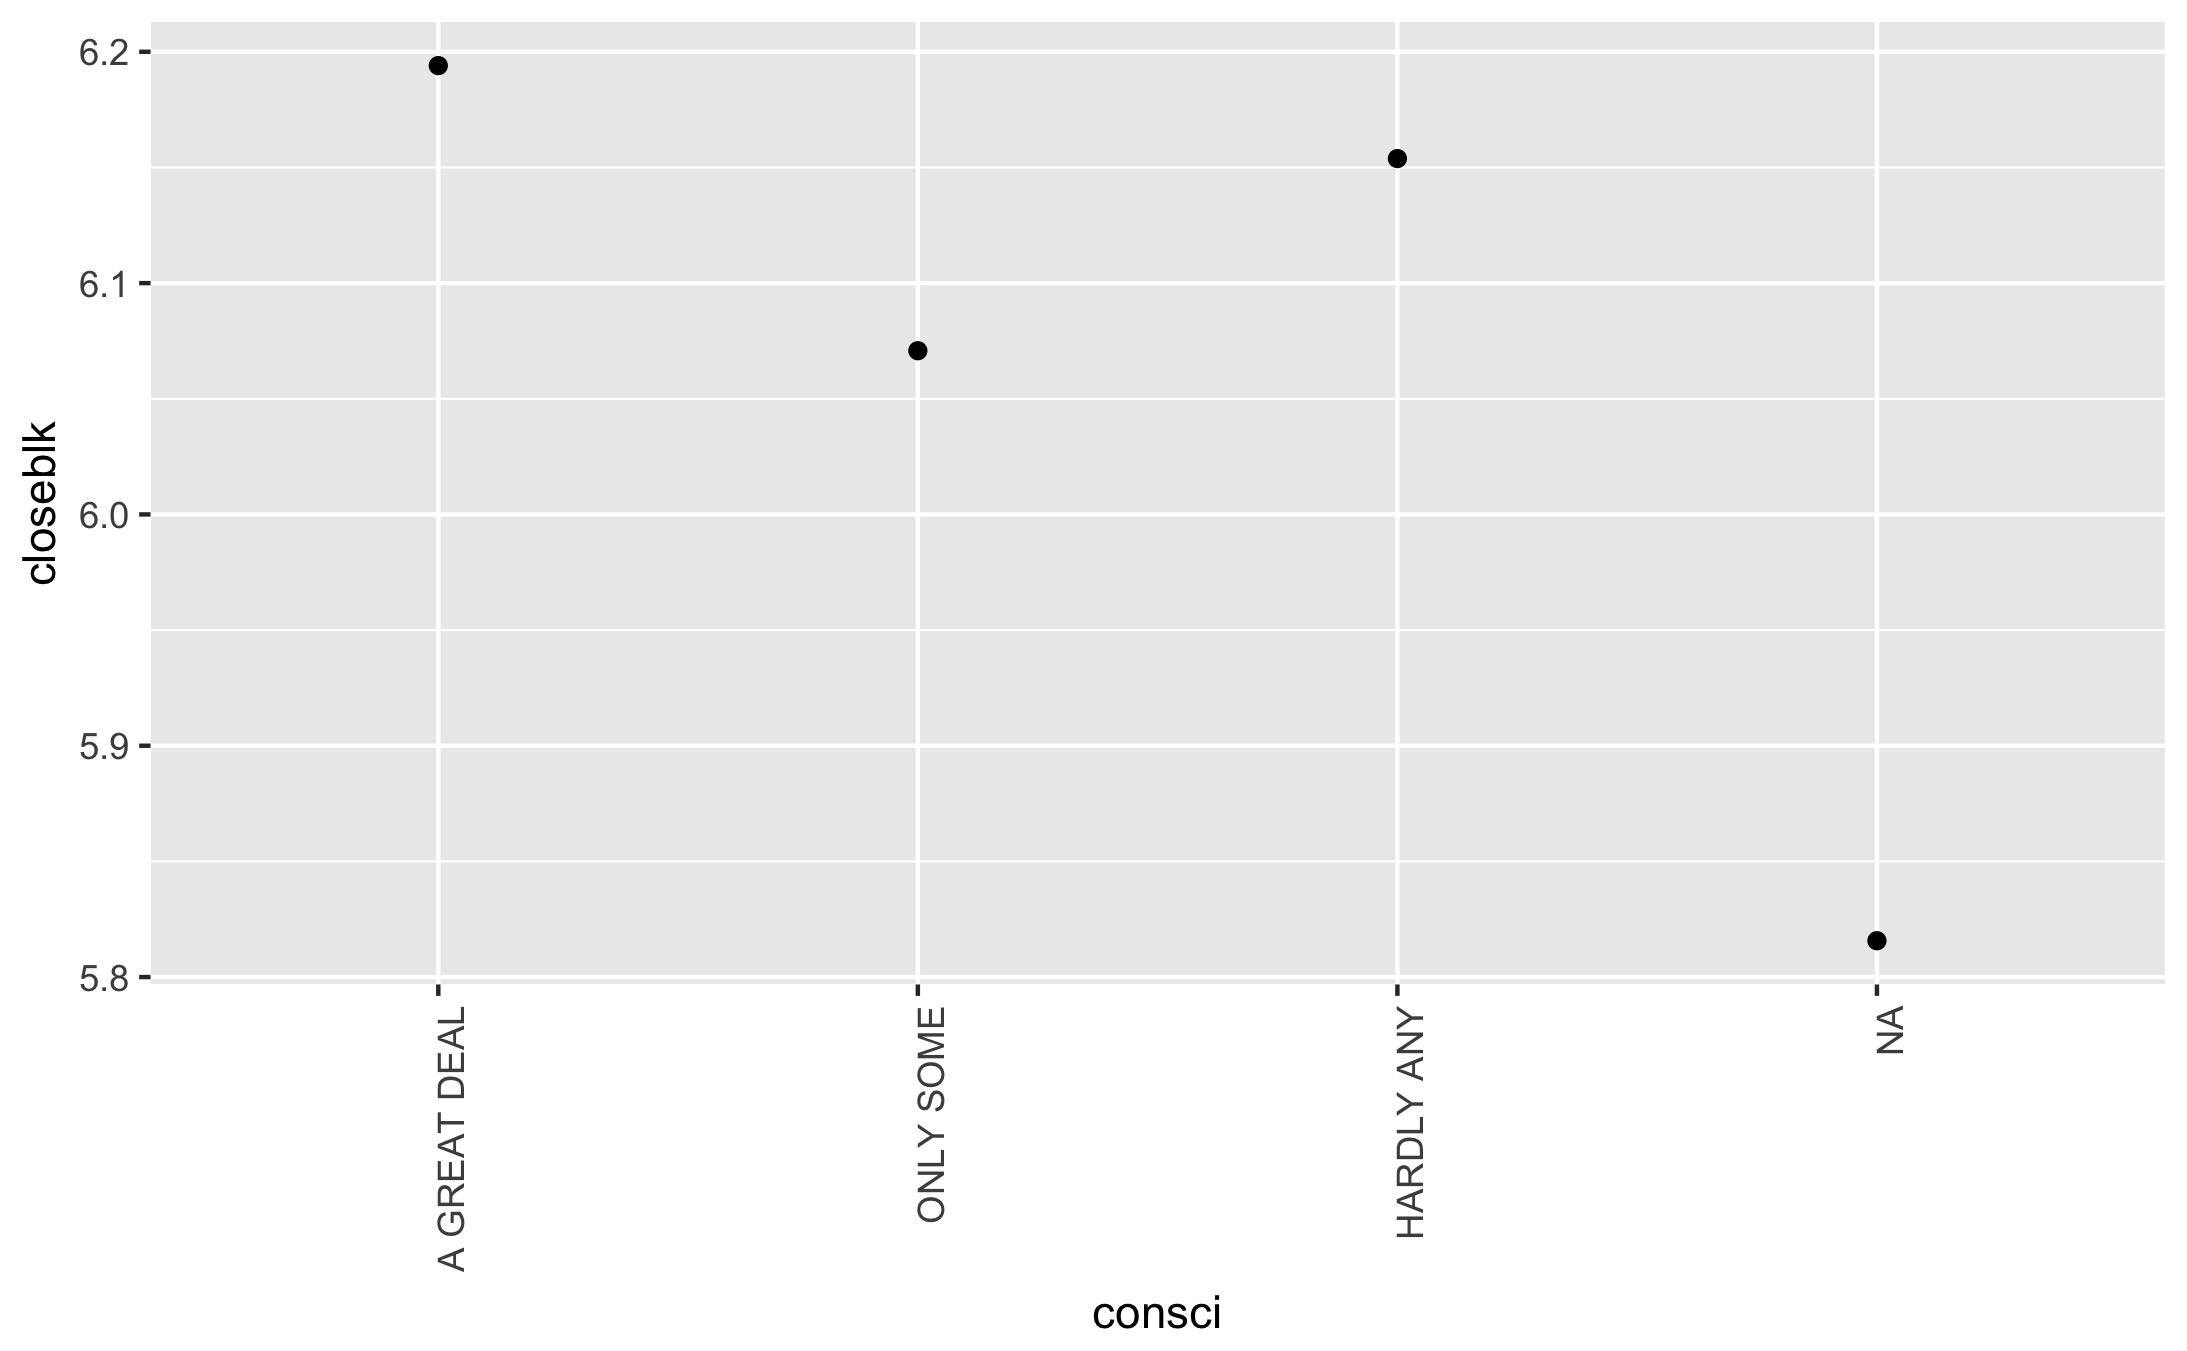 6.2
6.1
6.0
5.9
5.8
closeblk
A GREAT DEAL
ONLY SOME
HARDLY ANY
NA
consci